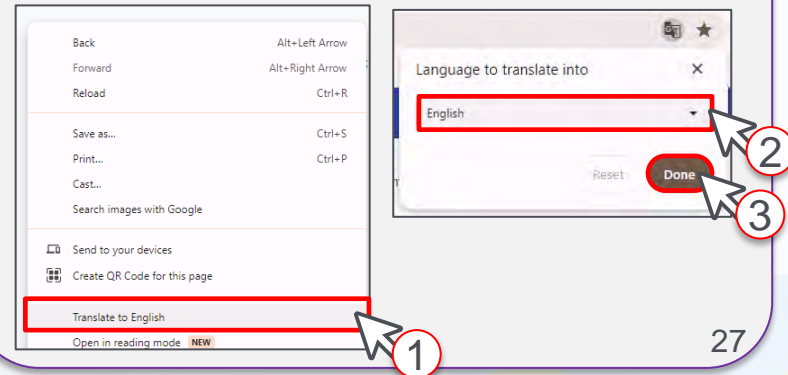 Back Alt+Left Arrow
Forward Alt+Right Arrow
Reload Ctrl+R
Save as... Ctrl+S
Print... Ctrl+P
Cast...
Search images with Google
Send to your devices
Create QR Code for this page
Translate to English
Open in reading mode NEW
1
Language to translate into
English
2
Reset Done
3
27